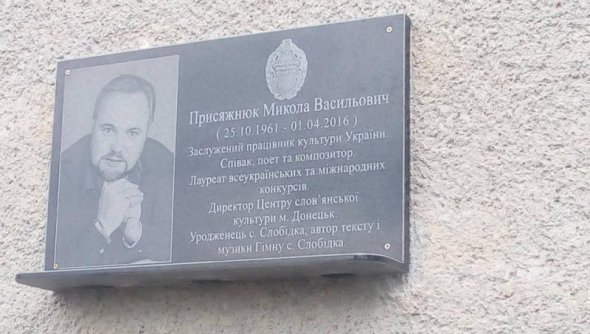 Присяжнюк Микола Васильович
( 25.10.1961 - 01.04.2016 )
Заслужений працівник культури України
Співак, поет та композитор.
Лауреат всеукраїнських та міжнародних
конкурсів.
Директор Центру слов'янської
культури м. Донецьк.
Уродженець с. Слобідка, автор тексту і
музики Гімну с. Слобідка.